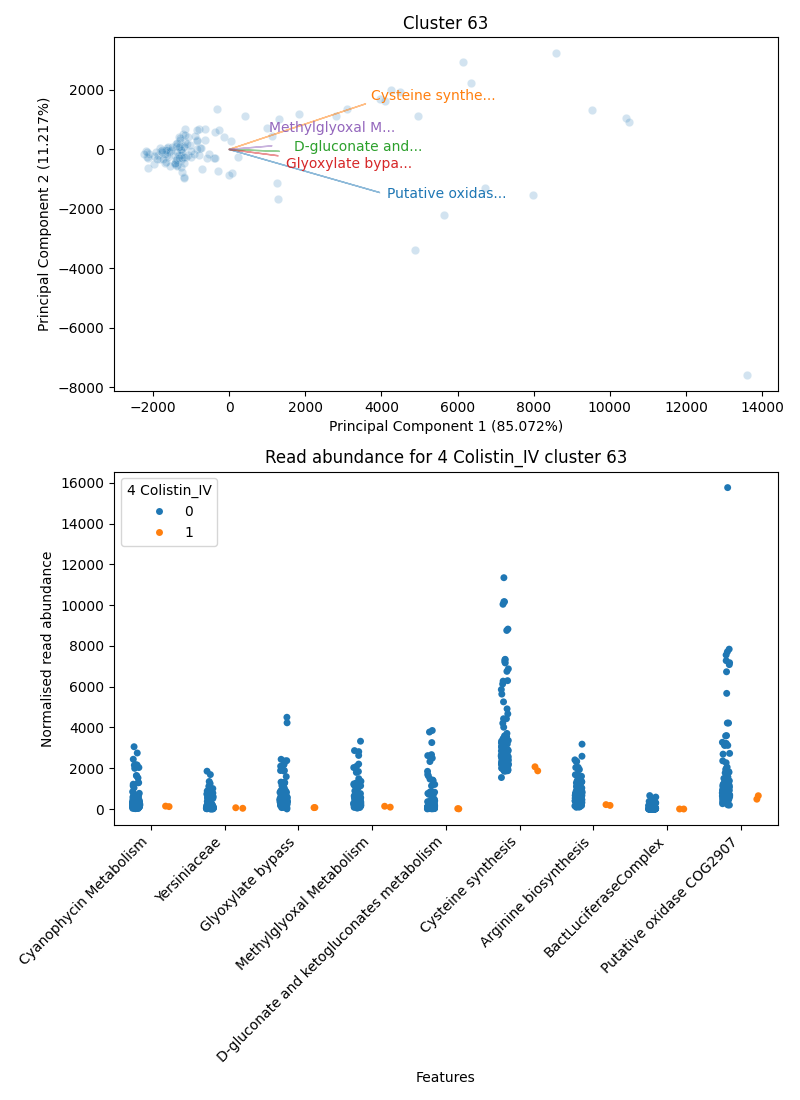 Cluster 63
Principal Component 2 (11.217%)
2000
0
−2000
−4000
−6000
−8000
Cysteine synthe...
Methylglyoxal M...
D-gluconate and...
Glyoxylate bypa...
Putative oxidas...
−2000
0
2000
4000
6000
8000
10000
12000
14000
Principal Component 1 (85.072%)
Read abundance for 4 Colistin_IV cluster 63
Normalised read abundance
16000
14000
12000
10000
8000
6000
4000
2000
0
4 Colistin_IV
0
1
Cyanophycin Metabolism
Yersiniaceae
Glyoxylate bypass
Methylglyoxal Metabolism
D-gluconate and ketogluconates metabolism
Cysteine synthesis
Arginine biosynthesis
BactLuciferaseComplex
Putative oxidase COG2907
Features